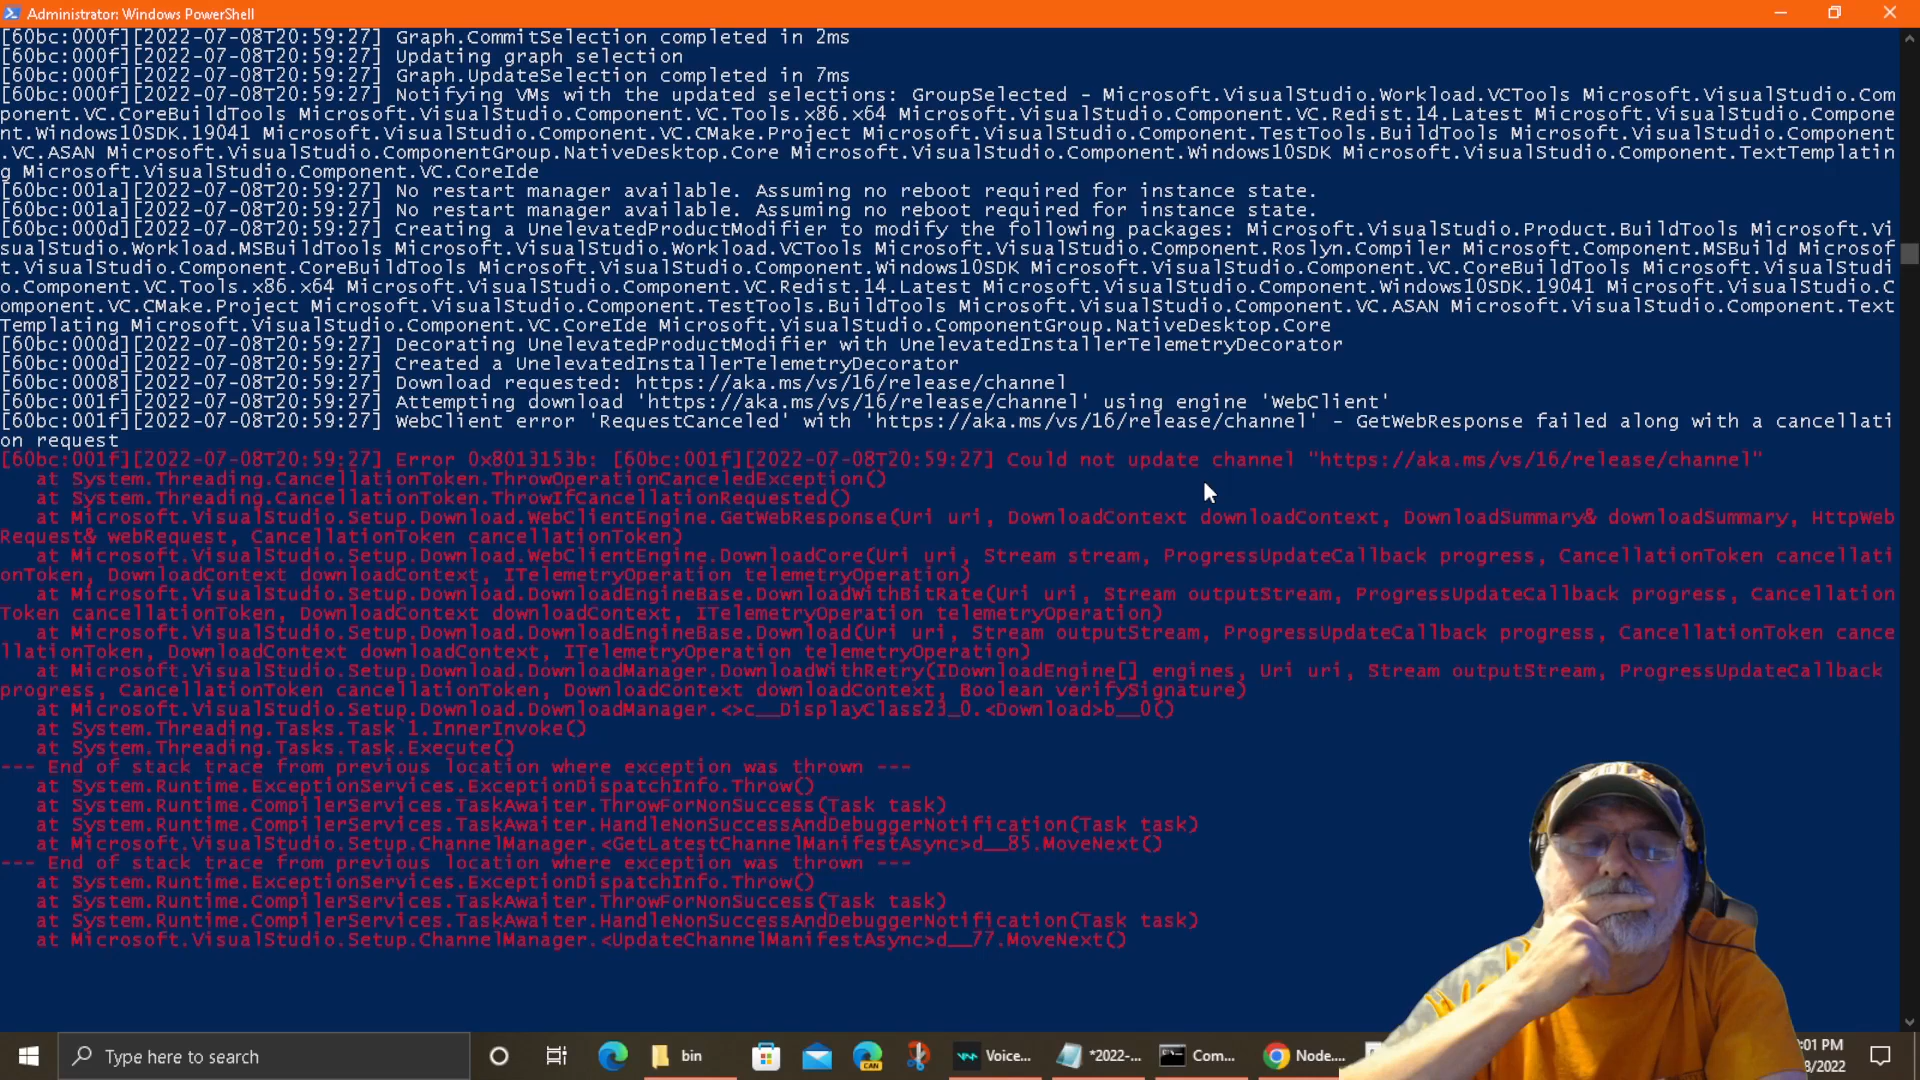 Administrator: Windows PowerShell
[60bc:000f][2022-07-08T20:59:27] Graph.CommitSelection completed in 2ms
[60bc:000f][2022-07-08T20:59:27] Updating graph selection
[60bc:000f][2022-07-08T20:59:27] Graph.UpdateSelection completed in 7ms
[60bc:000f][2022-07-08T20:59:27] Notifying VMs with the updated selections: GroupSelected - Microsoft.VisualStudio.Workload.VCTools Microsoft.VisualStudio.Com
ponent.VC.CoreBuildTools Microsoft.VisualStudio.Component.VC.Tools.x86.x64 Microsoft.VisualStudio.Component.VC.Redist.14.Latest Microsoft.VisualStudio.Compone
nt.Windows10SDK.19041 Microsoft.VisualStudio.Component.VC.CMake.Project Microsoft.VisualStudio.Component.TestTools.BuildTools Microsoft.VisualStudio.Component
.VC.ASAN Microsoft.VisualStudio.ComponentGroup.NativeDesktop.Core Microsoft.VisualStudio.Component.Windows10SDK Microsoft.VisualStudio.Component.TextTemplatin
g Microsoft.VisualStudio.Component.VC.CoreIde
[60bc:001a][2022-07-08T20:59:27] No restart manager available. Assuming no reboot required for instance state.
[60bc:001a][2022-07-08T20:59:27] No restart manager available. Assuming no reboot required for instance state.
[60bc:000d][2022-07-08T20:59:27] Creating a UnelevatedProductModifier to modify the following packages: Microsoft.VisualStudio.Product.BuildTools Microsoft.Vi
sualStudio.Workload.MSBuildTools Microsoft.VisualStudio.Workload.VCTools Microsoft.VisualStudio.Component.Roslyn.Compiler Microsoft.Component.MSBuild Microsof
t.VisualStudio.Component.CoreBuildTools Microsoft.VisualStudio.Component.Windows10SDK Microsoft.VisualStudio.Component.VC.CoreBuildTools Microsoft.VisualStudi
o.Component.VC.Tools.x86.x64 Microsoft.VisualStudio.Component.VC.Redist.14.Latest Microsoft.VisualStudio.Component.Windows10SDK.19041 Microsoft.VisualStudio.C
omponent.VC.CMake.Project Microsoft.VisualStudio.Component.TestTools.BuildTools Microsoft.VisualStudio.Component.VC.ASAN Microsoft.VisualStudio.Component.Text
Templating Microsoft.VisualStudio.Component.VC.CoreIde Microsoft.VisualStudio.ComponentGroup.NativeDesktop.Core
[60bc:000d][2022-07-08T20:59:27] Decorating UnelevatedProductModifier with UnelevatedInstallerTelemetryDecorator
[60bc:000d][2022-07-08T20:59:27] Created a UnelevatedInstallerTelemetryDecorator
[60bc:0008][2022-07-08T20:59:27] Download requested: https://aka.ms/vs/16/release/channel
[60bc:001f][2022-07-08T20:59:27] Attempting download 'https://aka.ms/vs/16/release/channel' using engine 'WebClient'
[60bc:001f][2022-07-08T20:59:27] WebClient error 'RequestCanceled' with 'https://aka.ms/vs/16/release/channel' - GetWebResponse failed along with a cancellati
on request
[60bc:001f][2022-07-08T20:59:27] Error 0x8013153b: [60bc:001f][2022-07-08T20:59:27] Could not update channel "https://aka.ms/vs/16/release/channel"
at System.Threading.CancellationToken.ThrowOperationCanceledException()
at System.Threading.CancellationToken.ThrowIfCancellationRequested()
at Microsoft.VisualStudio.Setup.Download.WebClientEngine.GetWebResponse(Uri uri, DownloadContext downloadContext, DownloadSummary& downloadSummary, HttpWeb
Request& webRequest, CancellationToken cancellationToken)
at Microsoft.VisualStudio.Setup.Download.WebClientEngine.DownloadCore(Uri uri, Stream stream, ProgressUpdateCallback progress, CancellationToken cancellati
onToken, DownloadContext downloadContext, ITelemetryOperation telemetryOperation)
at Microsoft.VisualStudio.Setup.Download.DownloadEngineBase.DownloadWithBitRate(Uri uri, Stream outputStream, ProgressUpdateCallback progress, Cancellation
Token cancellationToken, DownloadContext downloadContext, ITelemetryOperation telemetryOperation)
at Microsoft.VisualStudio.Setup.Download.DownloadEngineBase.Download(Uri uri, Stream outputStream, ProgressUpdateCallback progress, CancellationToken cance
llationToken, DownloadContext downloadContext, ITelemetryOperation telemetryOperation)
at Microsoft.VisualStudio.Setup.Download.DownloadManager.DownloadWithRetry(IDownloadEngine[] engines, Uri uri, Stream outputStream, ProgressUpdateCallback
progress, CancellationToken cancellationToken, DownloadContext downloadContext, Boolean verifySignature)
at Microsoft.VisualStudio.Setup.Download.DownloadManager.<>c__DisplayClass23_0.<Download>b__0()
at System.Threading.Tasks.Task`1.InnerInvoke()
at System.Threading.Tasks.Task.Execute()
--- End of stack trace from previous location where exception was thrown ---
at System.Runtime.ExceptionServices.ExceptionDispatchInfo.Throw()
at System.Runtime.CompilerServices.TaskAwaiter.ThrowForNonSuccess(Task task)
at System.Runtime.CompilerServices.TaskAwaiter.HandleNonSuccessAndDebuggerNotification(Task task)
at Microsoft.VisualStudio.Setup.ChannelManager.<GetLatestChannelManifestAsync>d__85.MoveNext()
--- End of stack trace from previous location where exception was thrown ---
at System.Runtime.ExceptionServices.ExceptionDispatchInfo.Throw()
at System.Runtime.CompilerServices.TaskAwaiter.ThrowForNonSuccess(Task task)
at System.Runtime.CompilerServices.TaskAwaiter.HandleNonSuccessAndDebuggerNotification(Task task)
at Microsoft.VisualStudio.Setup.ChannelManager.<UpdateChannelManifestAsync>d__77.MoveNext()
Type here to search
bin
CAN
Voice...
*2022-...
Com...
Node....
:01 PM
8/2022